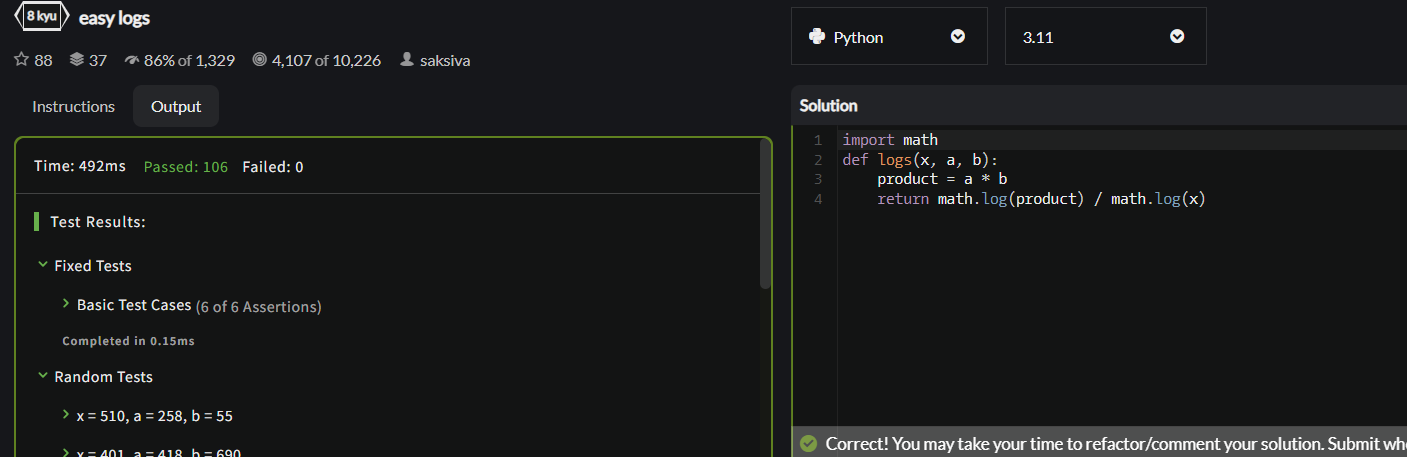 8 kyu easy logs
88 37 86% of 1,329 4,107 of 10,226 saksiva
Instructions Output
Time: 492ms Passed: 106 Failed: 0
Test Results:
Fixed Tests
Basic Test Cases (6 of 6 Assertions)
Completed in 0.15ms
Random Tests
x = 510, a = 258, b = 55
x = 401, a = 418, b = 690
Python 3.11
Solution
1 import math
2 def logs(x, a, b):
3 product = a * b
4 return math.log(product) / math.log(x)
Correct! You may take your time to refactor/comment your solution. Submit